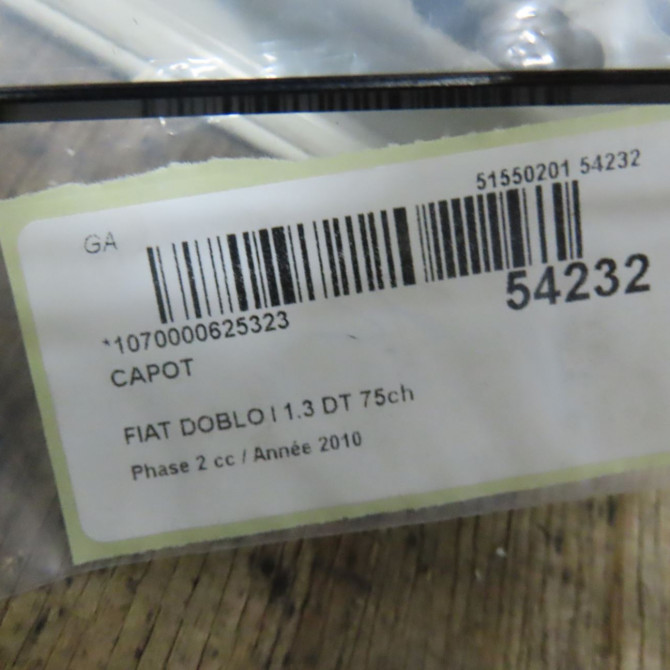 51550201 54232
GA
54232
*1070000625323
CAPOT
FIAT DOBLO I 1.3 DT 75ch
Phase 2 cc / Année 2010